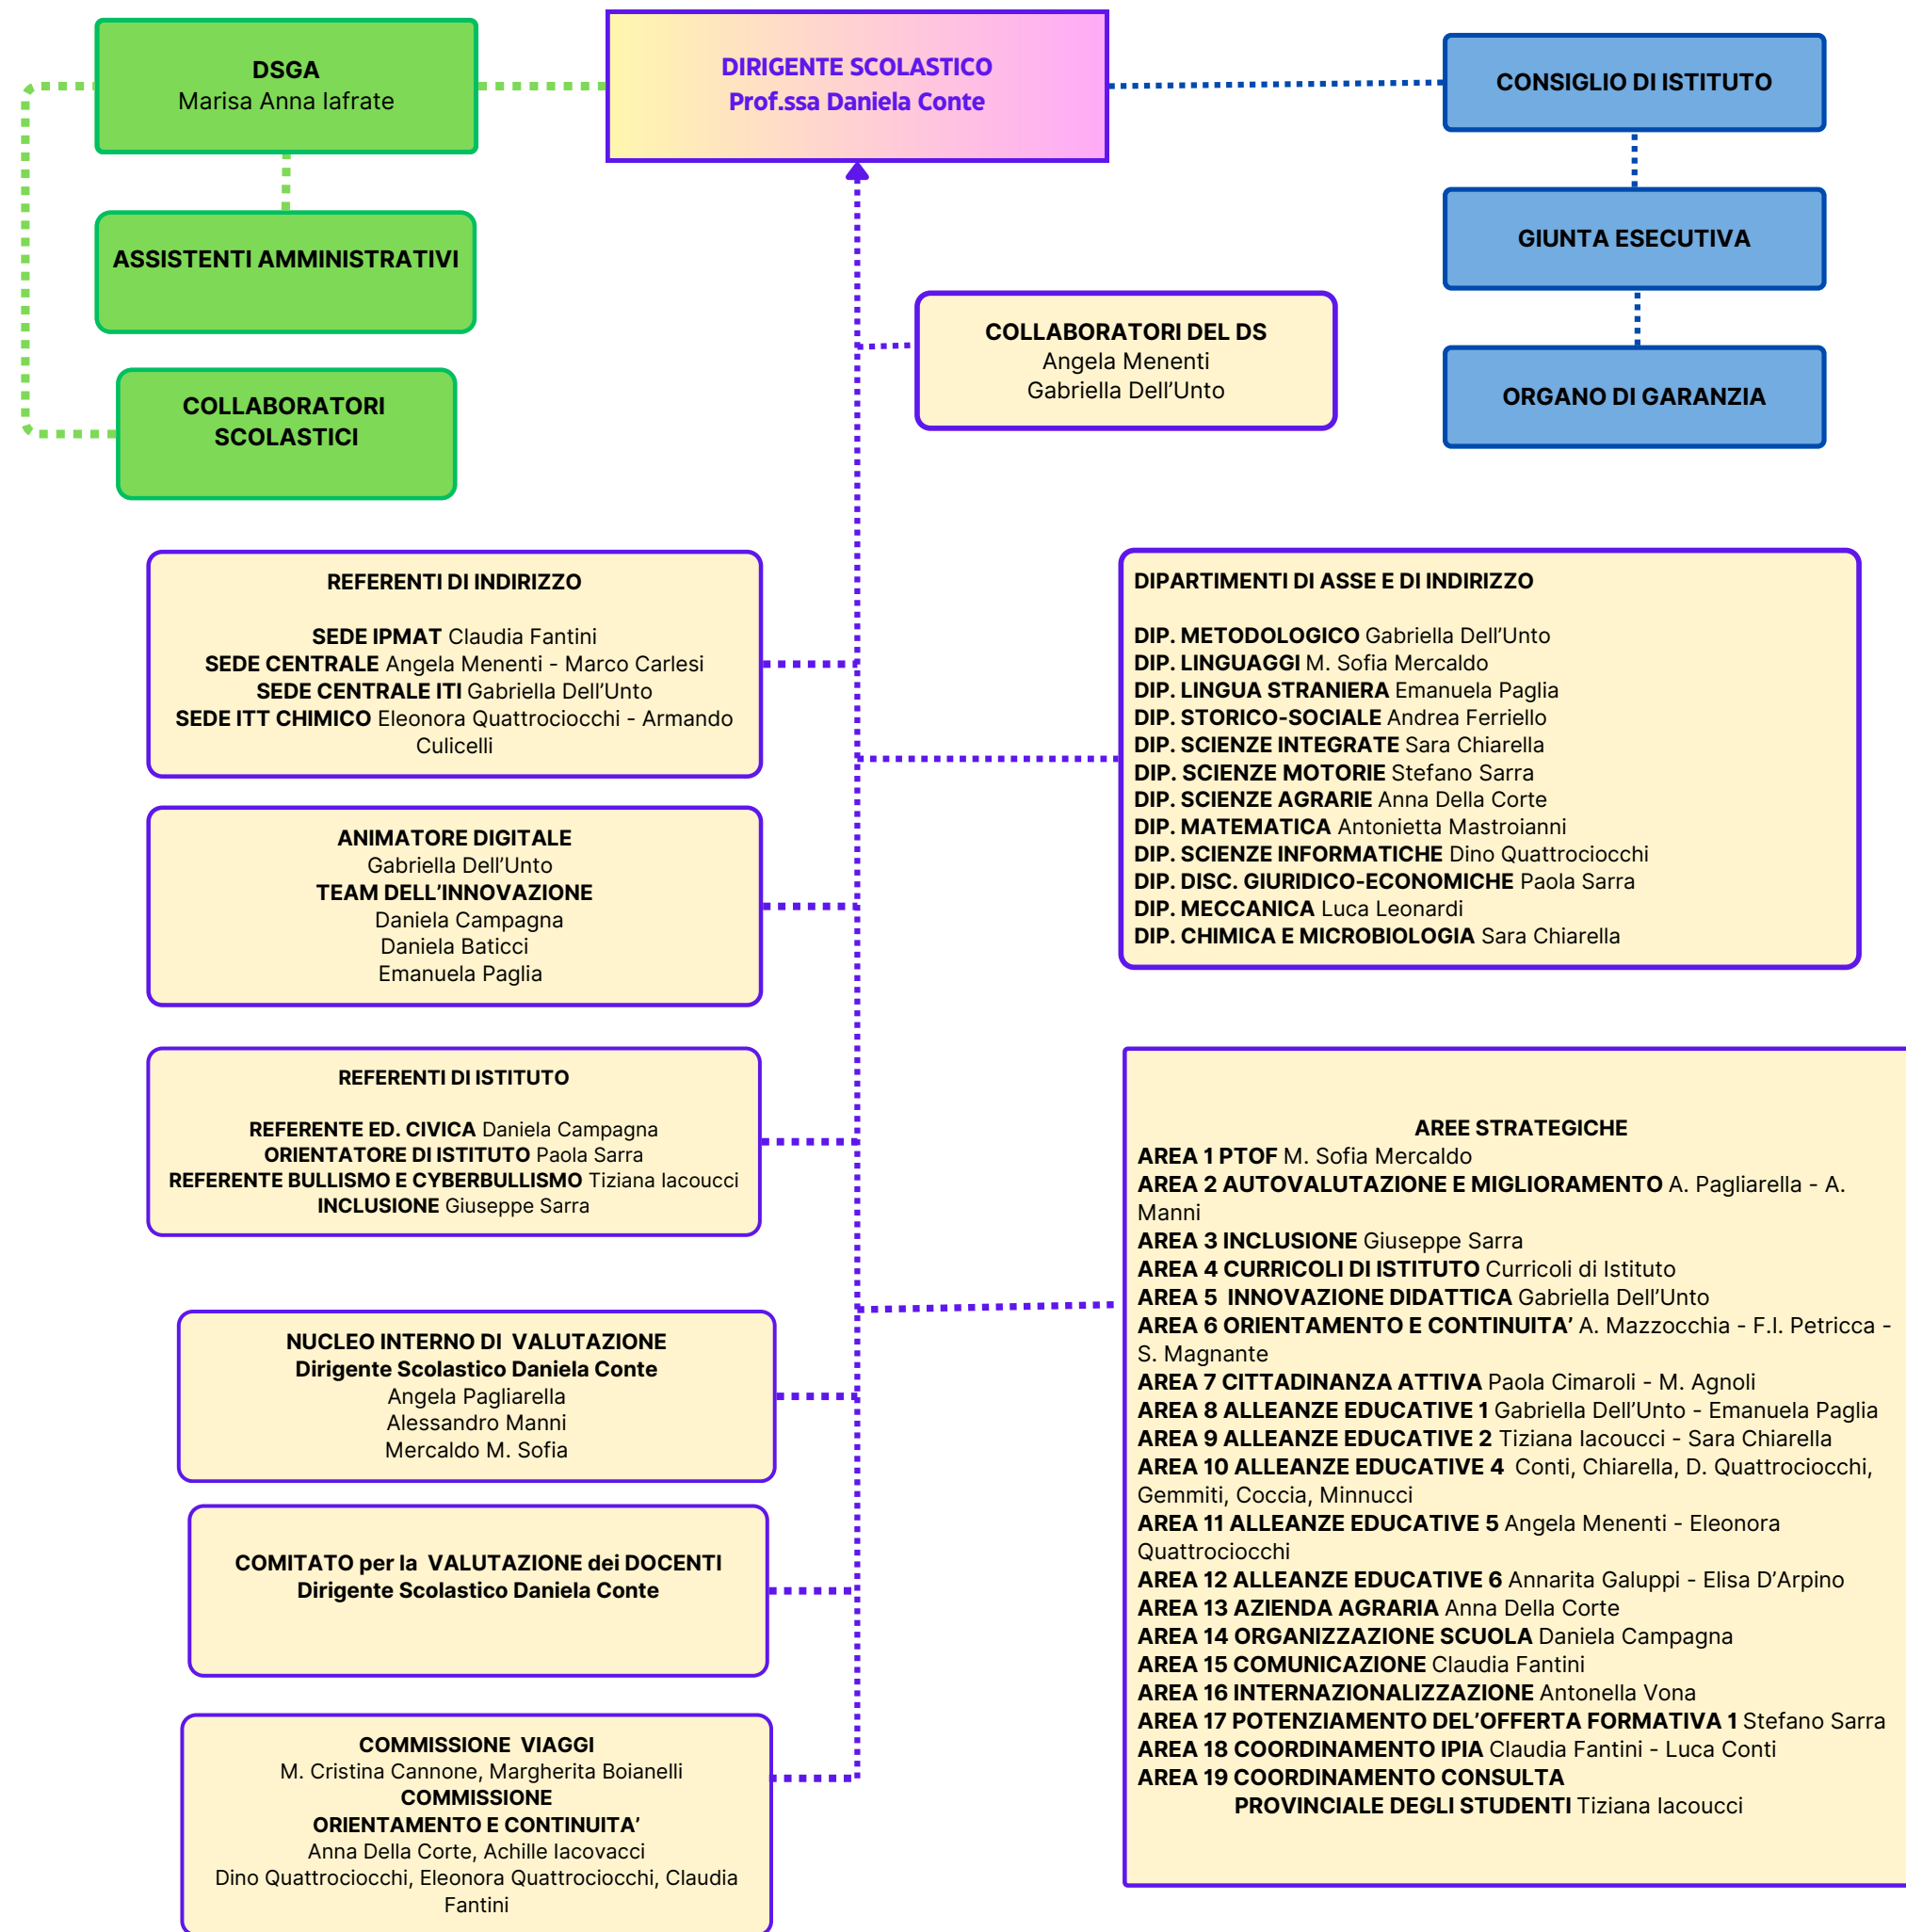 DSGA
Marisa Anna Iafrate
DIRIGENTE SCOLASTICO
Prof.ssa Daniela Conte
CONSIGLIO DI ISTITUTO
ASSISTENTI AMMINISTRATIVI
GIUNTA ESECUTIVA
COLLABORATORI DEL DS
Angela Menenti
Gabriella Dell’Unto
COLLABORATORI
SCOLASTICI
ORGANO DI GARANZIA
REFERENTI DI INDIRIZZO
SEDE IPMAT Claudia Fantini
SEDE CENTRALE Angela Menenti - Marco Carlesi
SEDE CENTRALE ITI Gabriella Dell’Unto
SEDE ITT CHIMICO Eleonora Quattrociocchi - Armando
Culicelli
DIPARTIMENTI DI ASSE E DI INDIRIZZO
DIP. METODOLOGICO Gabriella Dell’Unto
DIP. LINGUAGGI M. Sofia Mercaldo
DIP. LINGUA STRANIERA Emanuela Paglia
DIP. STORICO-SOCIALE Andrea Ferriello
DIP. SCIENZE INTEGRATE Sara Chiarella
DIP. SCIENZE MOTORIE Stefano Sarra
DIP. SCIENZE AGRARIE Anna Della Corte
DIP. MATEMATICA Antonietta Mastroianni
DIP. SCIENZE INFORMATICHE Dino Quattrociocchi
DIP. DISC. GIURIDICO-ECONOMICHE Paola Sarra
DIP. MECCANICA Luca Leonardi
DIP. CHIMICA E MICROBIOLOGIA Sara Chiarella
ANIMATORE DIGITALE
Gabriella Dell’Unto
TEAM DELL’INNOVAZIONE
Daniela Campagna
Daniela Baticci
Emanuela Paglia
REFERENTI DI ISTITUTO
REFERENTE ED. CIVICA Daniela Campagna
ORIENTATORE DI ISTITUTO Paola Sarra
REFERENTE BULLISMO E CYBERBULLISMO Tiziana Iacoucci
INCLUSIONE Giuseppe Sarra
AREE STRATEGICHE
AREA 1 PTOF M. Sofia Mercaldo
AREA 2 AUTOVALUTAZIONE E MIGLIORAMENTO A. Pagliarella - A.
Manni
AREA 3 INCLUSIONE Giuseppe Sarra
AREA 4 CURRICOLI DI ISTITUTO Curricoli di Istituto
AREA 5 INNOVAZIONE DIDATTICA Gabriella Dell’Unto
AREA 6 ORIENTAMENTO E CONTINUITA’ A. Mazzocchia - F.I. Petricca -
S. Magnante
AREA 7 CITTADINANZA ATTIVA Paola Cimaroli - M. Agnoli
AREA 8 ALLEANZE EDUCATIVE 1 Gabriella Dell’Unto - Emanuela Paglia
AREA 9 ALLEANZE EDUCATIVE 2 Tiziana Iacoucci - Sara Chiarella
AREA 10 ALLEANZE EDUCATIVE 4 Conti, Chiarella, D. Quattrociocchi,
Gemmiti, Coccia, Minnucci
AREA 11 ALLEANZE EDUCATIVE 5 Angela Menenti - Eleonora
Quattrociocchi
AREA 12 ALLEANZE EDUCATIVE 6 Annarita Galuppi - Elisa D’Arpino
AREA 13 AZIENDA AGRARIA Anna Della Corte
AREA 14 ORGANIZZAZIONE SCUOLA Daniela Campagna
AREA 15 COMUNICAZIONE Claudia Fantini
AREA 16 INTERNAZIONALIZZAZIONE Antonella Vona
AREA 17 POTENZIAMENTO DEL’OFFERTA FORMATIVA 1 Stefano Sarra
AREA 18 COORDINAMENTO IPIA Claudia Fantini - Luca Conti
AREA 19 COORDINAMENTO CONSULTA
PROVINCIALE DEGLI STUDENTI Tiziana Iacoucci
NUCLEO INTERNO DI VALUTAZIONE
Dirigente Scolastico Daniela Conte
Angela Pagliarella
Alessandro Manni
Mercaldo M. Sofia
COMITATO per la VALUTAZIONE dei DOCENTI
Dirigente Scolastico Daniela Conte
COMMISSIONE VIAGGI
M. Cristina Cannone, Margherita Boianelli
COMMISSIONE
ORIENTAMENTO E CONTINUITA’
Anna Della Corte, Achille Iacovacci
Dino Quattrociocchi, Eleonora Quattrociocchi, Claudia
Fantini